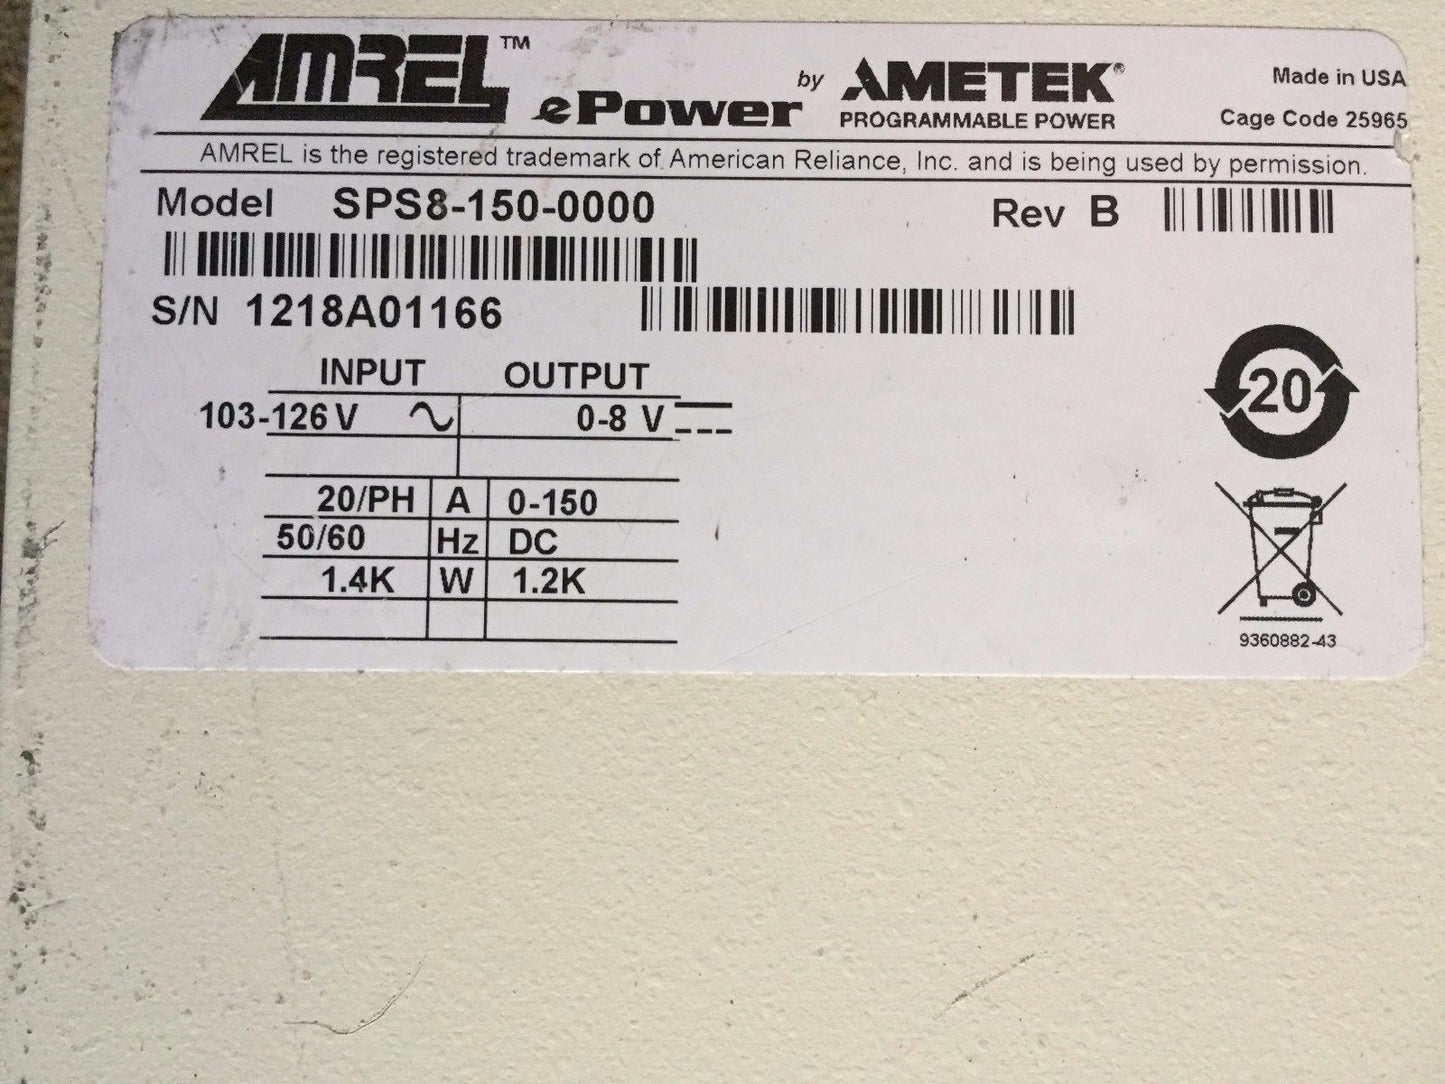 AMREL™
ePower by AMETEK®
PROGRAMMABLE POWER
Made in USA
Cage Code 25965
AMREL is the registered trademark of American Reliance, Inc. and is being used by permission.
Model SPS8-150-0000 Rev B
S/N 1218A01166
INPUT OUTPUT
103-126 V 0-8 V
20/PH A 0-150
50/60 Hz DC
1.4K W 1.2K
20
9360882-43